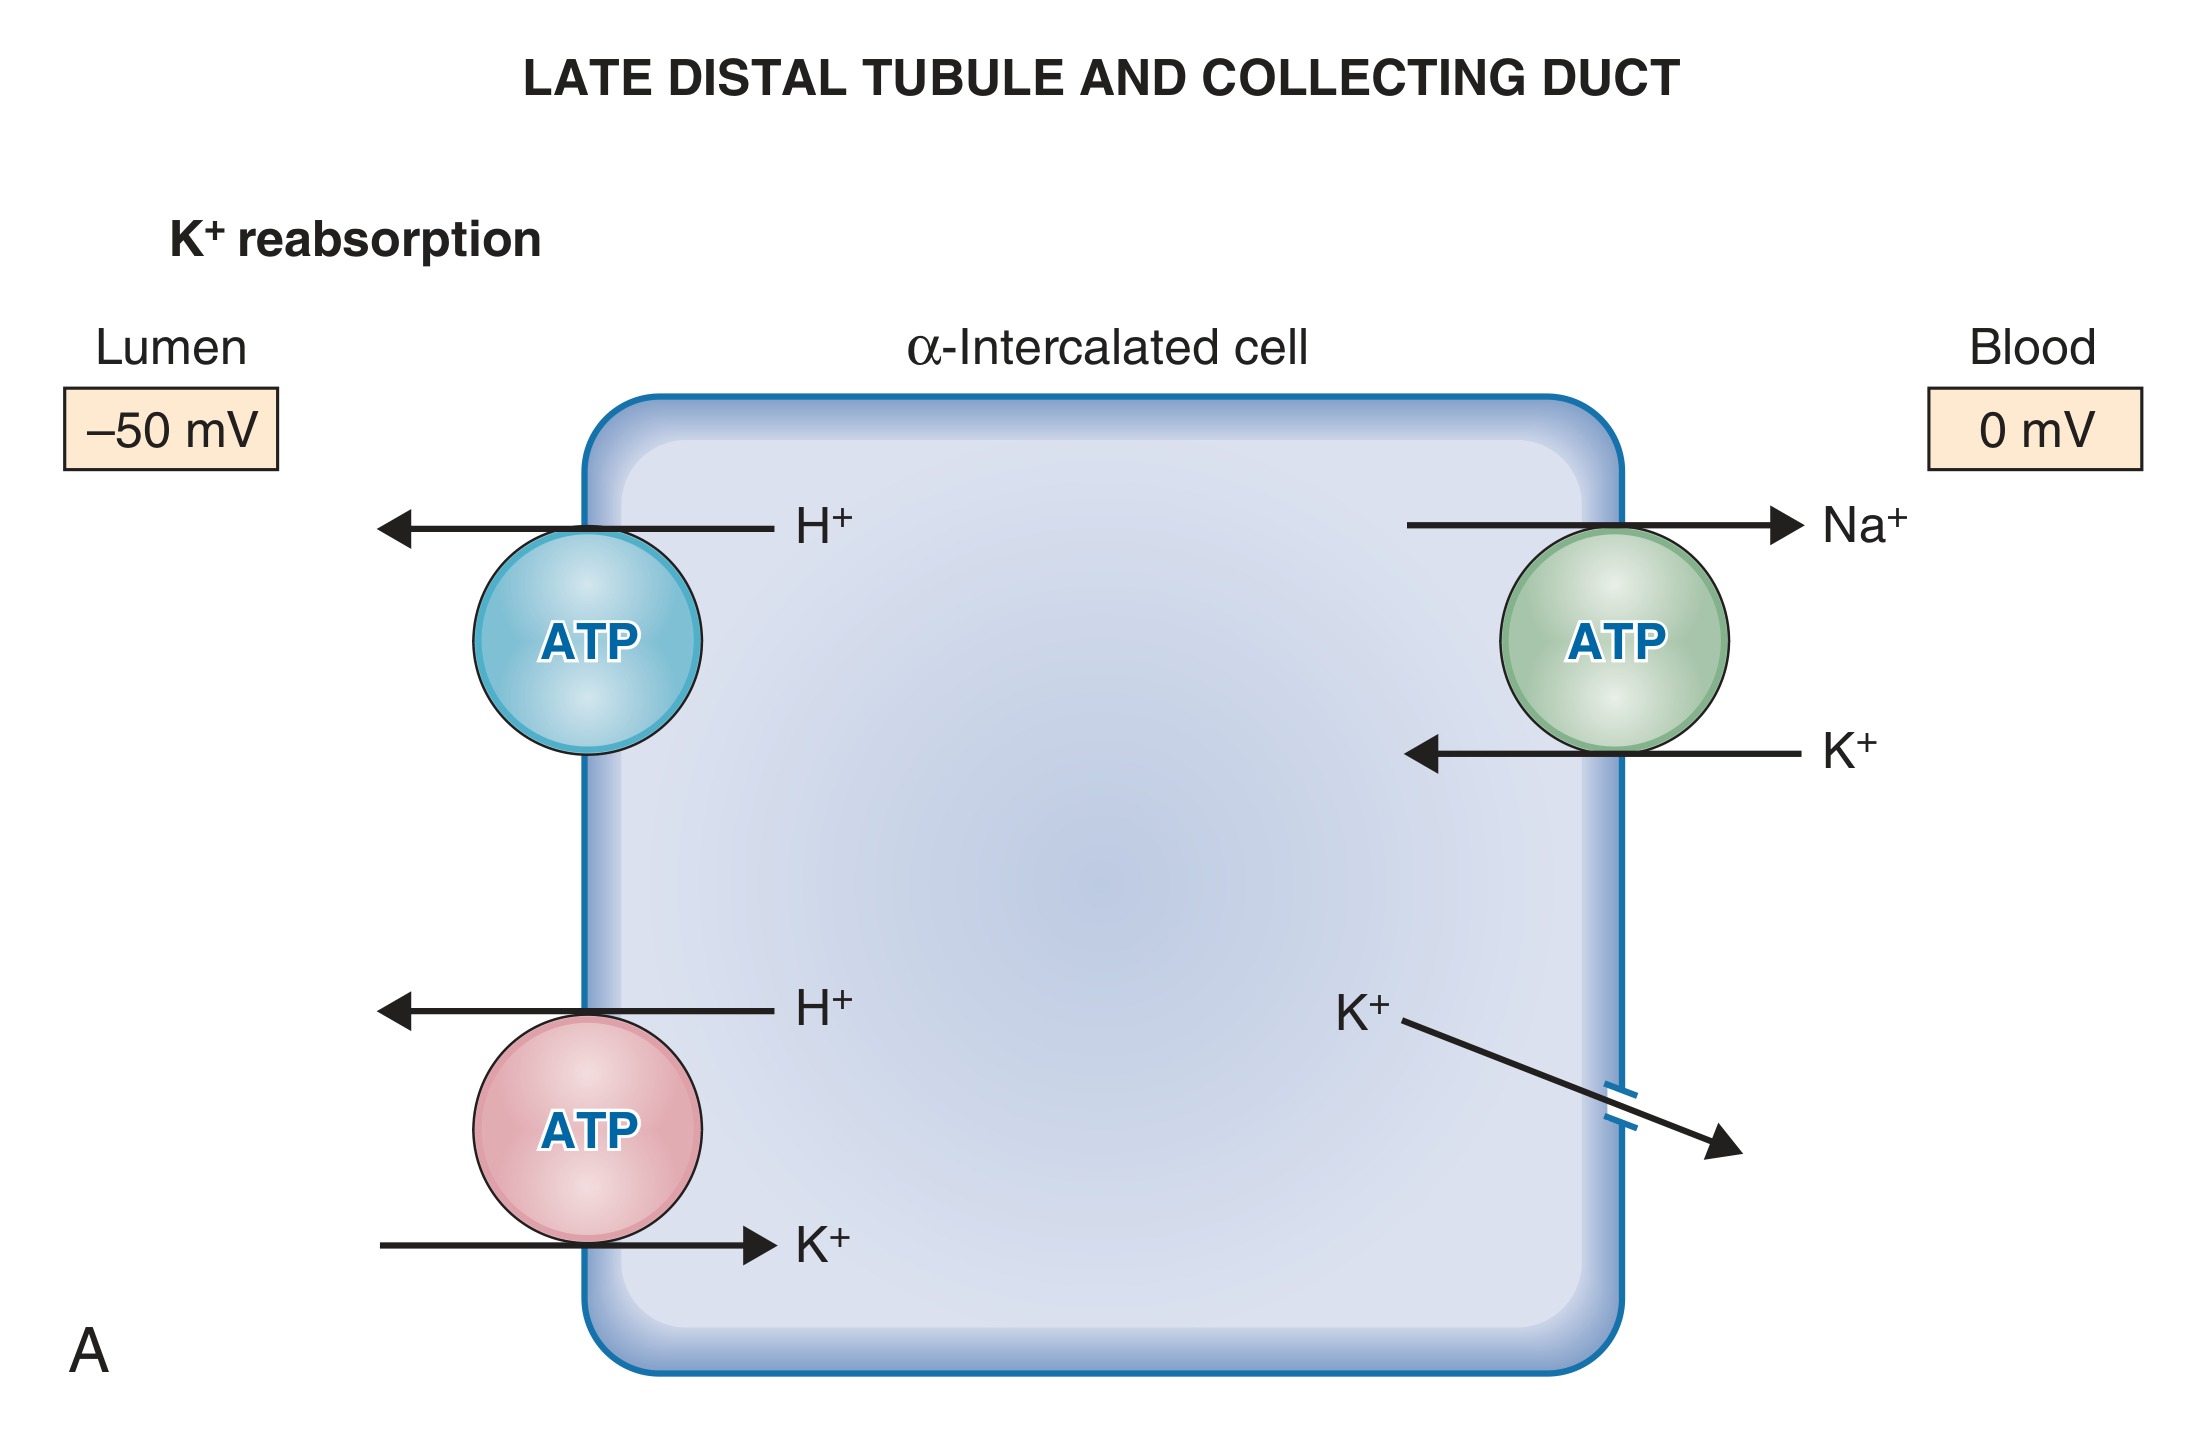 LATE DISTAL TUBULE AND COLLECTING DUCT
K⁺ reabsorption
Lumen
α-Intercalated cell
Blood
–50 mV
0 mV
H⁺
Na⁺
ATP
ATP
K⁺
H⁺
K⁺
ATP
K⁺
A